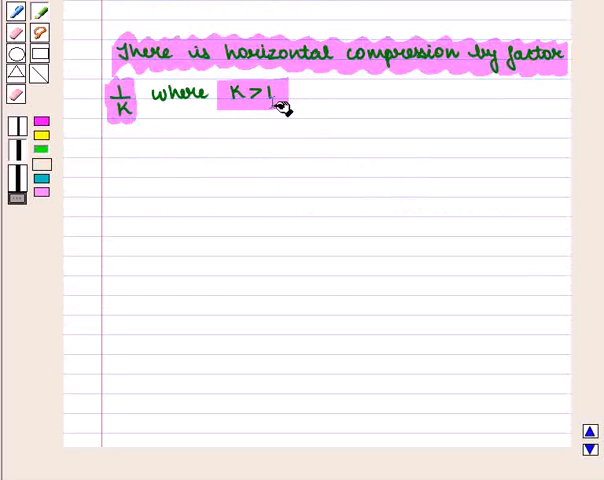 There is horizontal compression by factor
1/K where K > 1